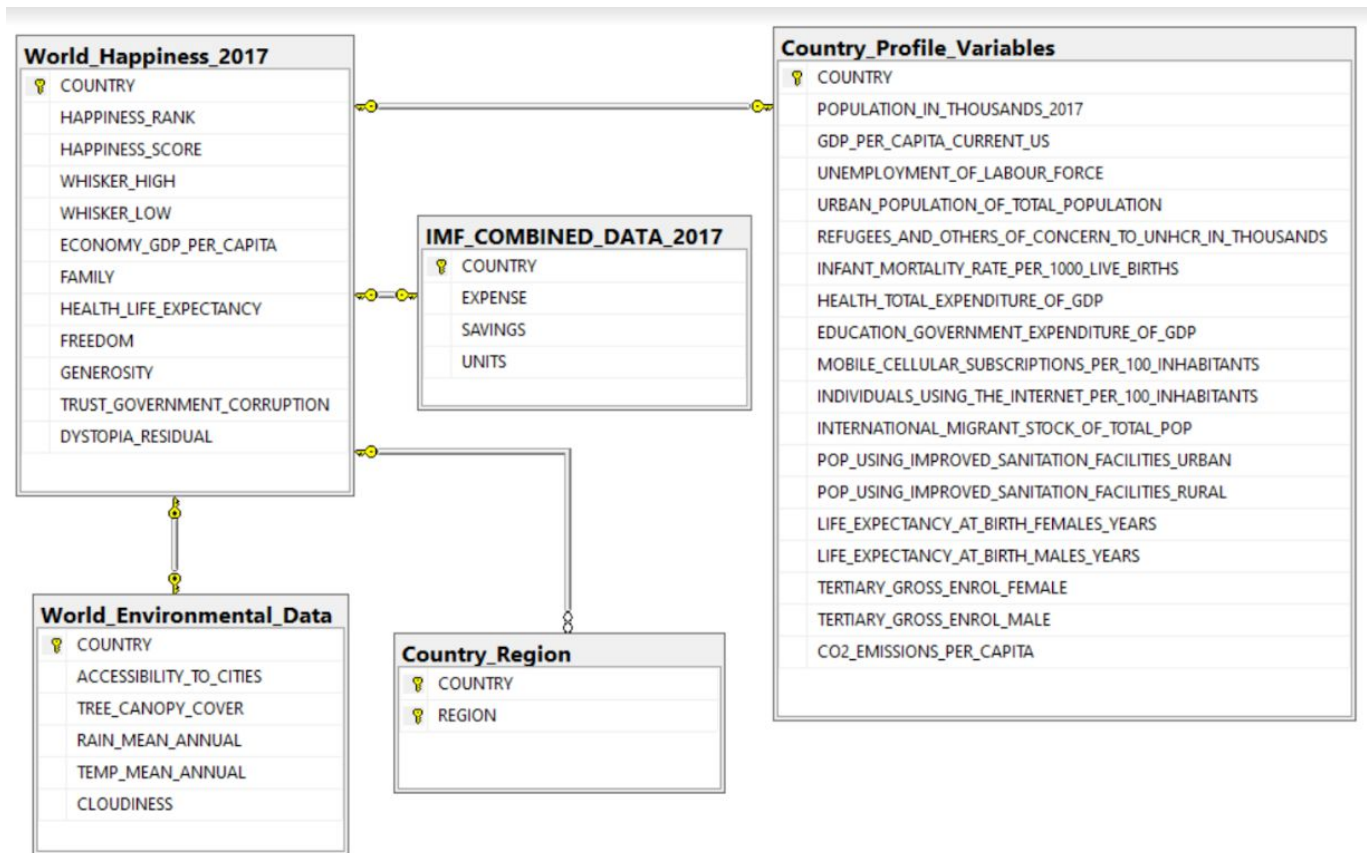 World_Happiness_2017
COUNTRY
HAPPINESS_RANK
HAPPINESS_SCORE
WHISKER_HIGH
WHISKER_LOW
ECONOMY_GDP_PER_CAPITA
FAMILY
HEALTH_LIFE_EXPECTANCY
FREEDOM
GENEROSITY
TRUST_GOVERNMENT_CORRUPTION
DYSTOPIA_RESIDUAL
Country_Profile_Variables
COUNTRY
POPULATION_IN_THOUSANDS_2017
GDP_PER_CAPITA_CURRENT_US
UNEMPLOYMENT_OF_LABOUR_FORCE
URBAN_POPULATION_OF_TOTAL_POPULATION
REFUGEES_AND_OTHERS_OF_CONCERN_TO_UNHCR_IN_THOUSANDS
INFANT_MORTALITY_RATE_PER_1000_LIVE_BIRTHS
HEALTH_TOTAL_EXPENDITURE_OF_GDP
EDUCATION_GOVERNMENT_EXPENDITURE_OF_GDP
MOBILE_CELLULAR_SUBSCRIPTIONS_PER_100_INHABITANTS
INDIVIDUALS_USING_THE_INTERNET_PER_100_INHABITANTS
INTERNATIONAL_MIGRANT_STOCK_OF_TOTAL_POP
POP_USING_IMPROVED_SANITATION_FACILITIES_URBAN
POP_USING_IMPROVED_SANITATION_FACILITIES_RURAL
LIFE_EXPECTANCY_AT_BIRTH_FEMALES_YEARS
LIFE_EXPECTANCY_AT_BIRTH_MALES_YEARS
TERTIARY_GROSS_ENROL_FEMALE
TERTIARY_GROSS_ENROL_MALE
CO2_EMISSIONS_PER_CAPITA
IMF_COMBINED_DATA_2017
COUNTRY
EXPENSE
SAVINGS
UNITS
World_Environmental_Data
COUNTRY
ACCESSIBILITY_TO_CITIES
TREE_CANOPY_COVER
RAIN_MEAN_ANNUAL
TEMP_MEAN_ANNUAL
CLOUDINESS
Country_Region
COUNTRY
REGION